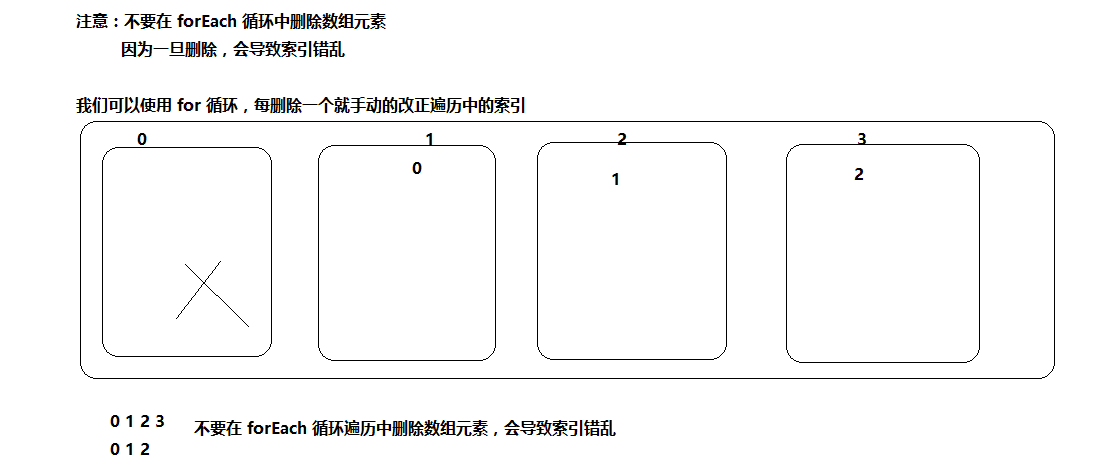 注意：不要在 forEach 循环中删除数组元素
因为一旦删除，会导致索引错乱
我们可以使用 for 循环，每删除一个就手动的改正遍历中的索引
0 1 2 3
0 1 2
0 1 2 3 不要在 forEach 循环遍历中删除数组元素，会导致索引错乱
0 1 2